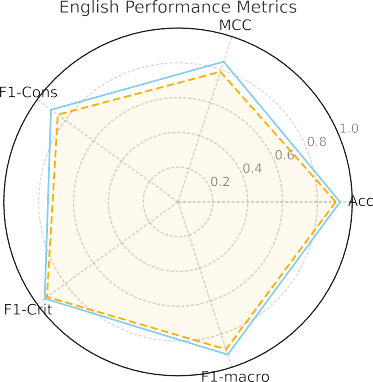 English Performance Metrics
MCC
F1-Cons
1.0
0.8
0.6
0.4
0.2
Acc
F1-Crit
F1-macro